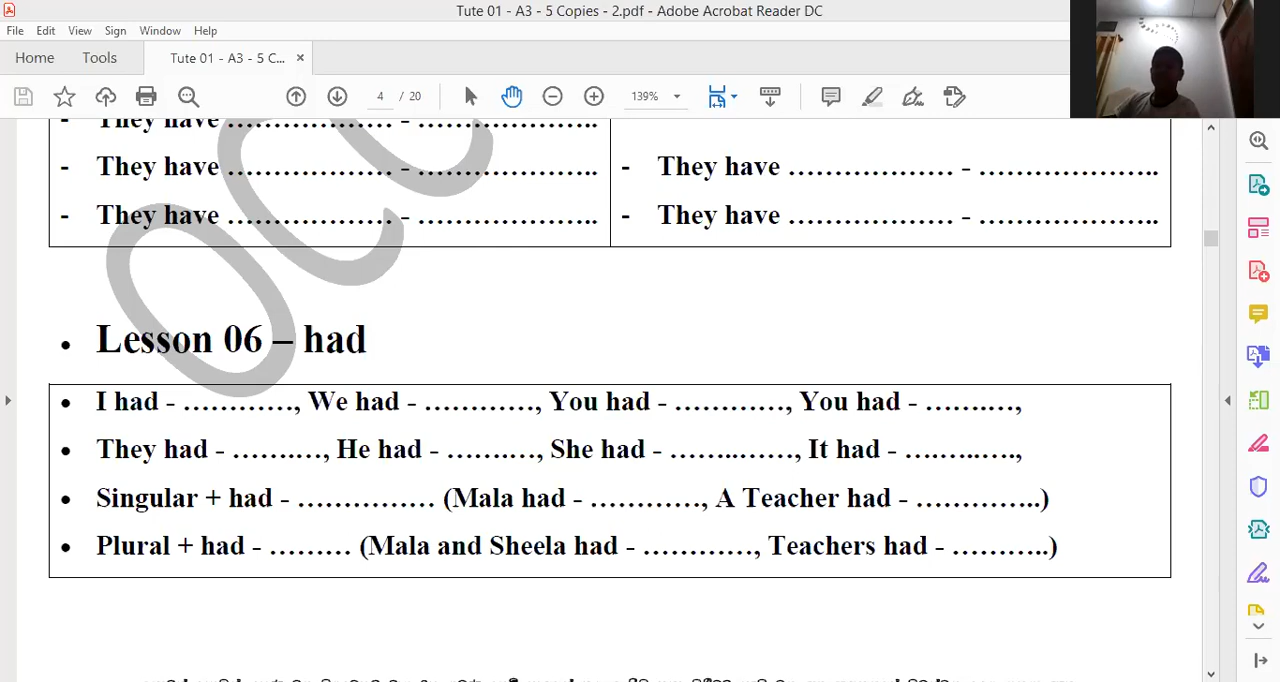 Tute 01 - A3 - 5 Copies - 2.pdf - Adobe Acrobat Reader DC
File Edit View Sign Window Help
Home Tools Tute 01 - A3 - 5 C... ×
4 / 20 139%
- They have ……………… - ………………..
- They have ……………… - ……………….. - They have ……………… - ………………..
- They have ……………… - ……………….. - They have ……………… - ………………..
• Lesson 06 – had
• I had - …………, We had - …………, You had - …………, You had - …….…,
• They had - …….…, He had - …….…, She had - ……..……, It had - ….…..….,
• Singular + had - …………… (Mala had - …………, A Teacher had - …………..)
• Plural + had - ……… (Mala and Sheela had - …………, Teachers had - ………..)